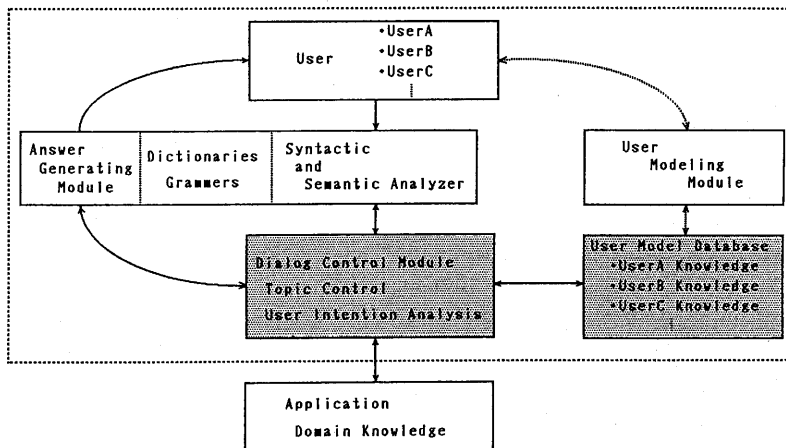 User
・UserA
・UserB
・UserC
Answer
Generating
Module
Dictionaries
Grammers
Syntactic
and
Semantic Analyzer
User
Modeling
Module
Dialog Control Module
Topic Control
User Intention Analysis
User Model Database
・UserA Knowledge
・UserB Knowledge
・UserC Knowledge
Application
Domain Knowledge